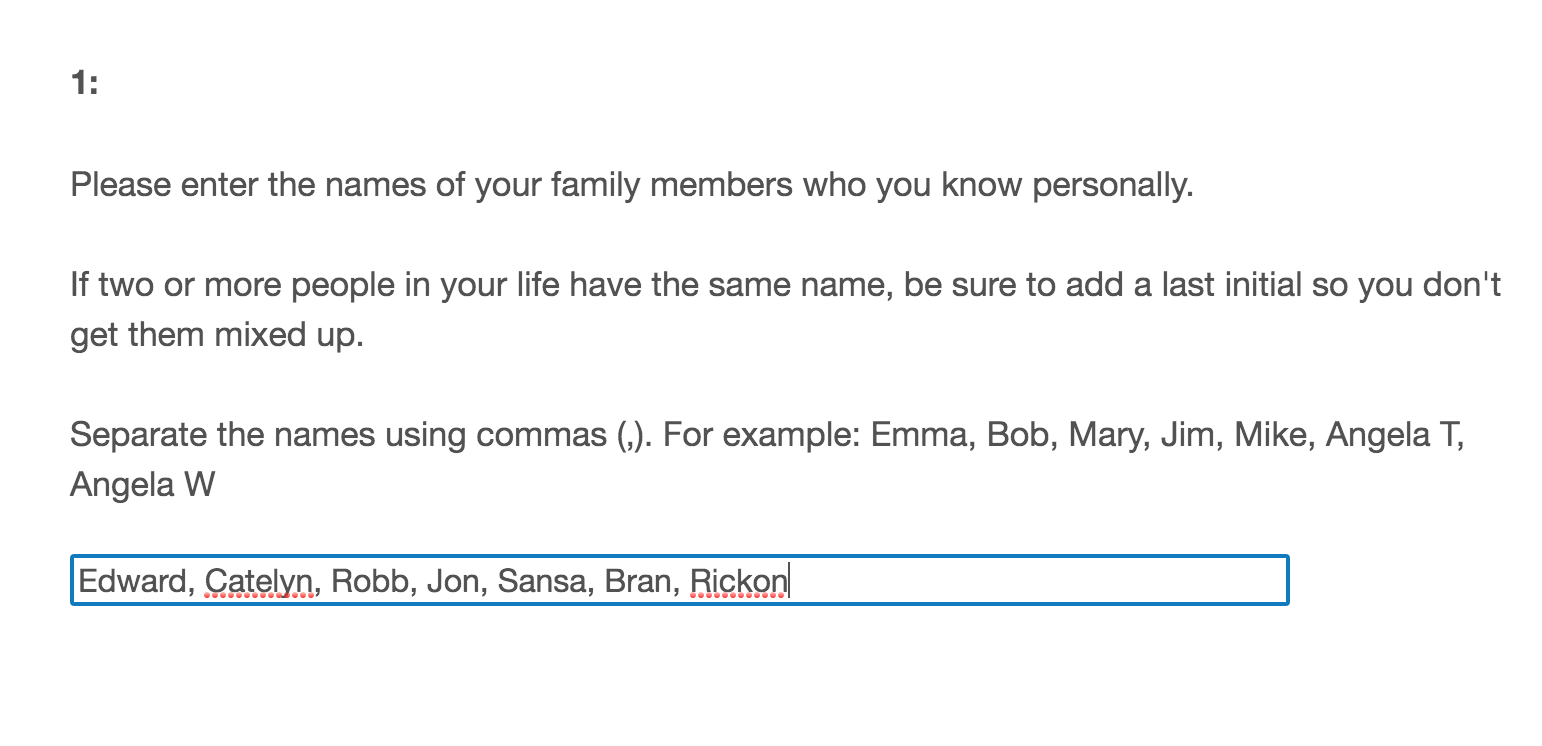 1:
Please enter the names of your family members who you know personally.
If two or more people in your life have the same name, be sure to add a last initial so you don't
get them mixed up.
Separate the names using commas (,). For example: Emma, Bob, Mary, Jim, Mike, Angela T,
Angela W
Edward, Catelyn, Robb, Jon, Sansa, Bran, Rickon